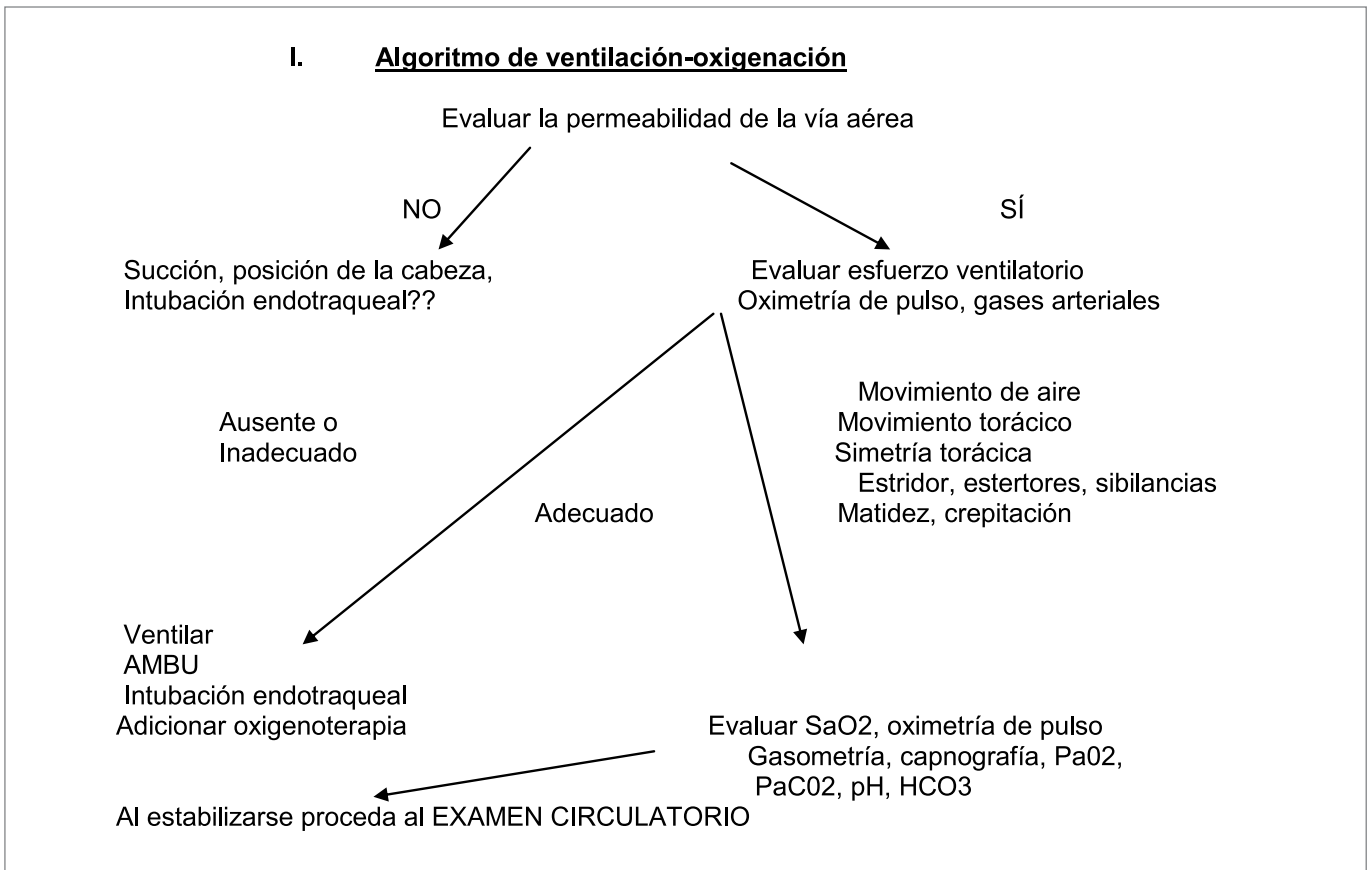 I. Algoritmo de ventilación-oxigenación
Evaluar la permeabilidad de la vía aérea
NO
SÍ
Succión, posición de la cabeza,
Intubación endotraqueal??
Evaluar esfuerzo ventilatorio
Oximetría de pulso, gases arteriales
Ausente o
Inadecuado
Adecuado
Movimiento de aire
Movimiento torácico
Simetría torácica
Estridor, estertores, sibilancias
Matidez, crepitación
Ventilar
AMBU
Intubación endotraqueal
Adicionar oxigenoterapia
Evaluar SaO2, oximetría de pulso
Gasometría, capnografía, Pa02,
PaC02, pH, HCO3
Al estabilizarse proceda al EXAMEN CIRCULATORIO